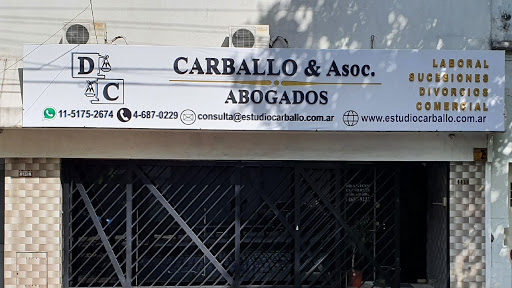 D
C
CARBALLO & Asoc.
ABOGADOS
LABORAL
SUCESIONES
DIVORCIOS
COMERCIAL
11-5175-2674 4-687-0229 consulta@estudiocarballo.com.ar www.estudiocarballo.com.ar